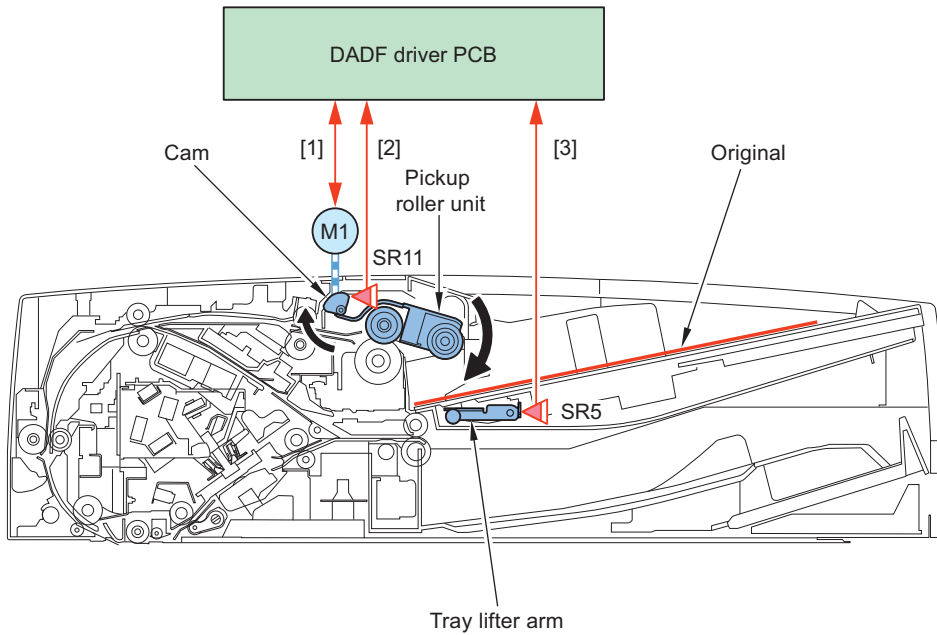 DADF driver PCB
[1]
[2]
[3]
Cam
Pickup
roller unit
Original
M1
SR11
SR5
Tray lifter arm